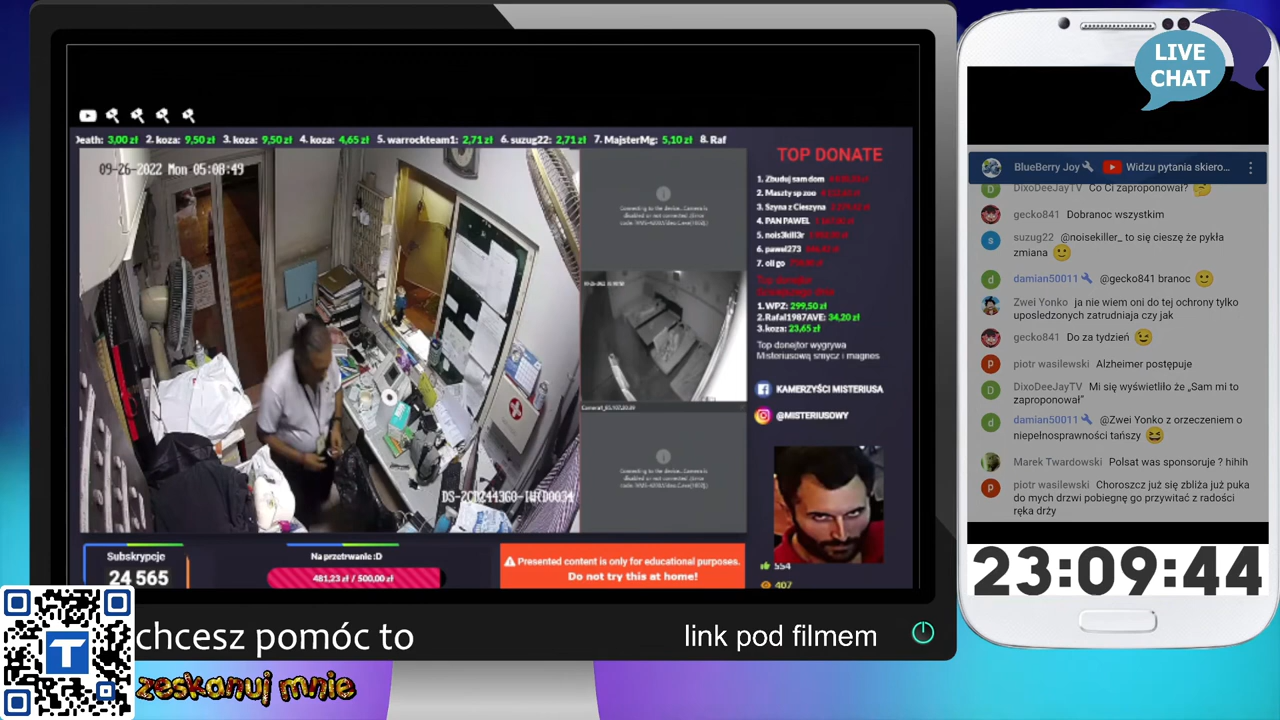 Death: 3,00 zł 2. koza: 9,50 zł 3. koza: 9,50 zł 4. koza: 4,65 zł 5. warrockteam1: 2,71 zł 6. suzug22: 2,71 zł 7. MajsterMg: 5,10 zł 8. Raf
09-26-2022 Mon 05:08:49
TOP DONATE
1. Zbuduj sam dom
2. Maszty sp zoo
3. Szyna z Cieszyna
4. PAN PAWEL
5. nois3kill3r
6. pawel273
7. oli go
1.WPZ: 299,50 zł
2.Rafal1987AVE: 34,20 zł
3.koza: 23,65 zł
Top donejtor wygrywa
Misteriusową smycz i magnes
KAMERZYŚCI MISTERIUSA
@MISTERIUSOWY
554
407
Subskrypcje
24 565
Na przetrwanie :D
481,23 zł / 500,00 zł
Presented content is only for educational purposes.
Do not try this at home!
LIVE
CHAT
BlueBerry Joy Widzu pytania skiero...
DixoDeeJayTV Co Ci zaproponował?
gecko841 Dobranoc wszystkim
suzug22 @noisekiller_ to się cieszę że pykła
zmiana
damian50011 @gecko841 branoc
Zwei Yonko ja nie wiem oni do tej ochrony tylko
uposledzonych zatrudniaja czy jak
gecko841 Do za tydzień
piotr wasilewski Alzheimer postępuje
DixoDeeJayTV Mi się wyświetliło że „Sam mi to
zaproponował"
damian50011 @Zwei Yonko z orzeczeniem o
niepełnosprawności tańszy
Marek Twardowski Polsat was sponsoruje ? hihih
piotr wasilewski Choroszcz już się zbliża już puka
do mych drzwi pobiegnę go przywitać z radości
ręka drży
23:09:44
chcesz pomóc to
link pod filmem
T
zeskanuj mnie